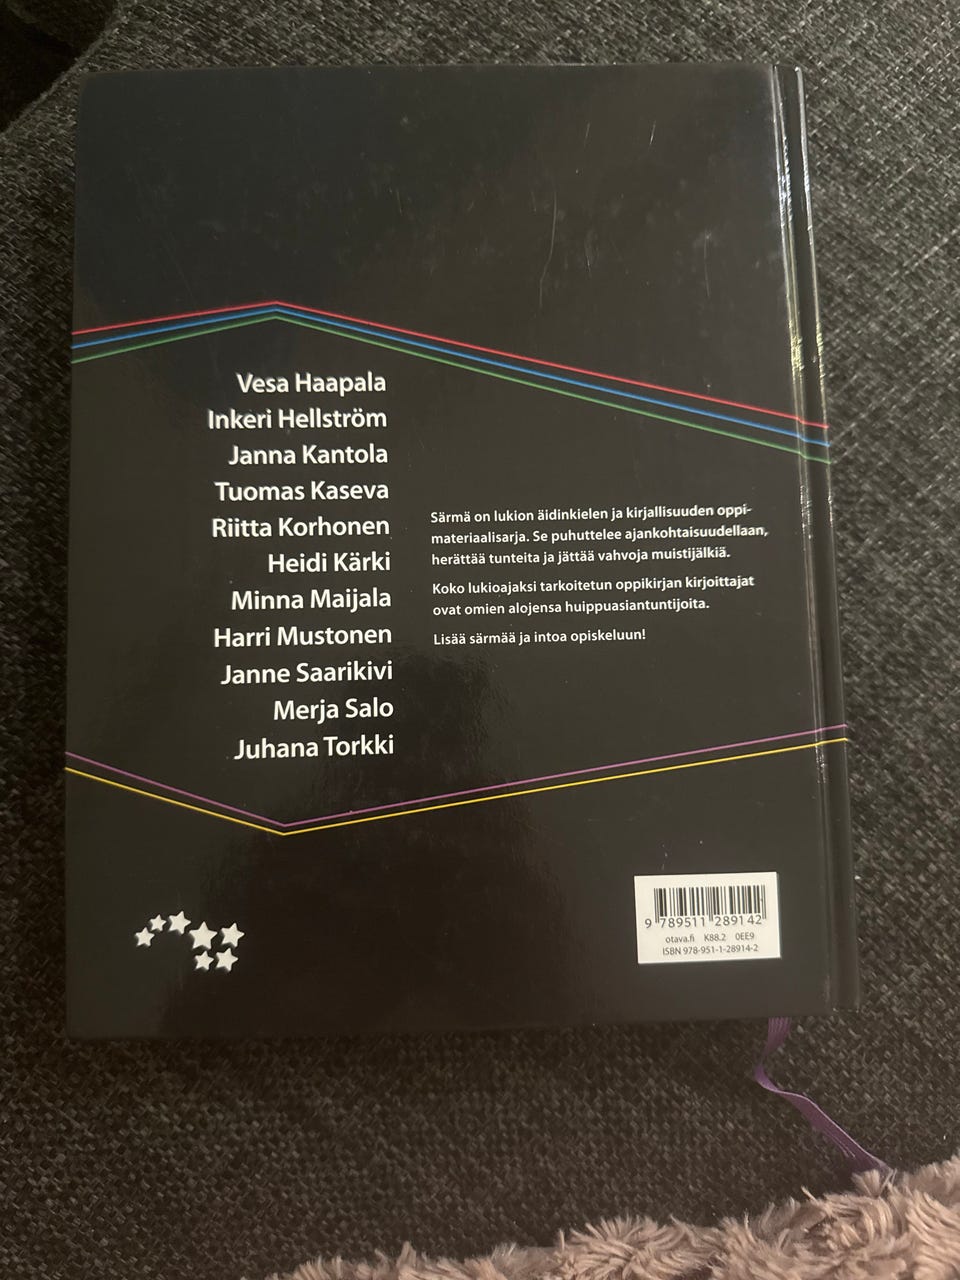 Vesa Haapala
Inkeri Hellström
Janna Kantola
Tuomas Kaseva
Riitta Korhonen
Heidi Kärki
Minna Maijala
Harri Mustonen
Janne Saarikivi
Merja Salo
Juhana Torkki
Särmä on lukion äidinkielen ja kirjallisuuden oppi-
materiaalisarja. Se puhuttelee ajankohtaisuudellaan,
herättää tunteita ja jättää vahvoja muistijälkiä.
Koko lukioajaksi tarkoitetun oppikirjan kirjoittajat
ovat omien alojensa huippuasiantuntijoita.
Lisää särmää ja intoa opiskeluun!
9 789511 289142
otava.fi K88.2 0EE9
ISBN 978-951-1-28914-2